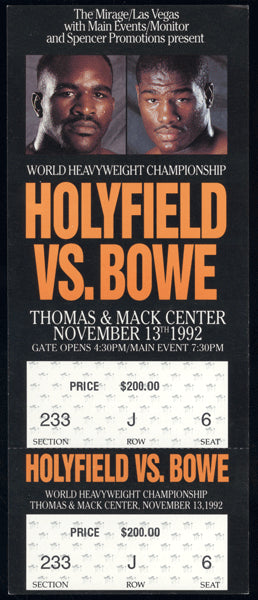 The Mirage/Las Vegas
with Main Events/Monitor
and Spencer Promotions present
WORLD HEAVYWEIGHT CHAMPIONSHIP
HOLYFIELD
VS. BOWE
THOMAS & MACK CENTER
NOVEMBER 13TH 1992
GATE OPENS 4:30PM/MAIN EVENT 7:30PM
PRICE $200.00
233 J 6
SECTION ROW SEAT
HOLYFIELD VS. BOWE
WORLD HEAVYWEIGHT CHAMPIONSHIP
THOMAS & MACK CENTER, NOVEMBER 13,1992
PRICE $200.00
233 J 6
SECTION ROW SEAT